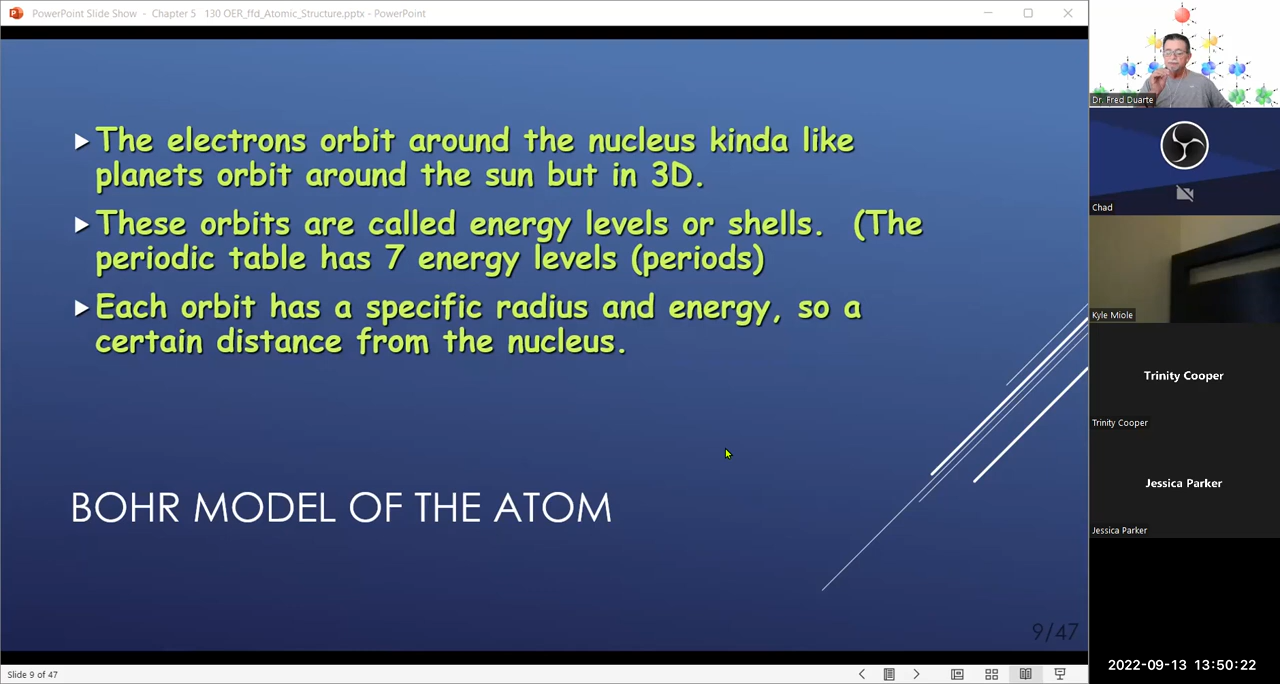 PowerPoint Slide Show - Chapter 5 130 OER_ffd_Atomic_Structure.pptx - PowerPoint
The electrons orbit around the nucleus kinda like
planets orbit around the sun but in 3D.
These orbits are called energy levels or shells. (The
periodic table has 7 energy levels (periods)
Each orbit has a specific radius and energy, so a
certain distance from the nucleus.
BOHR MODEL OF THE ATOM
9/47
Slide 9 of 47
Dr. Fred Duarte
Chad
Kyle Miole
Trinity Cooper
Trinity Cooper
Jessica Parker
Jessica Parker
2022-09-13 13:50:22